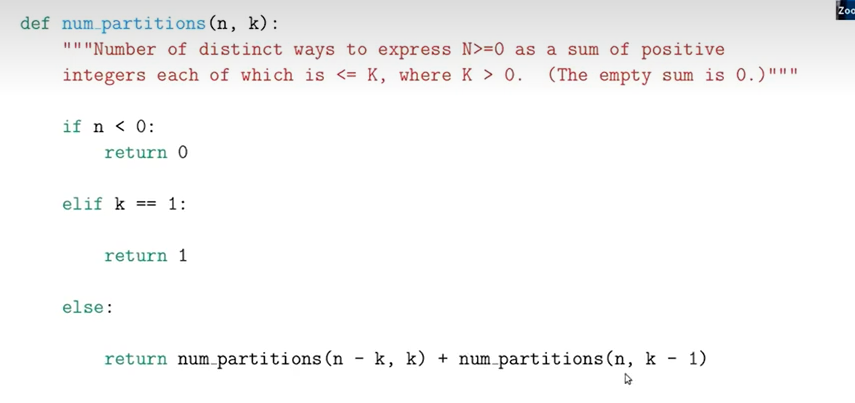 Zoo
def num_partitions(n, k):
    """Number of distinct ways to express N>=0 as a sum of positive
    integers each of which is <= K, where K > 0.  (The empty sum is 0.)"""
    if n < 0:
        return 0
    elif k == 1:
        return 1
    else:
        return num_partitions(n - k, k) + num_partitions(n, k - 1)